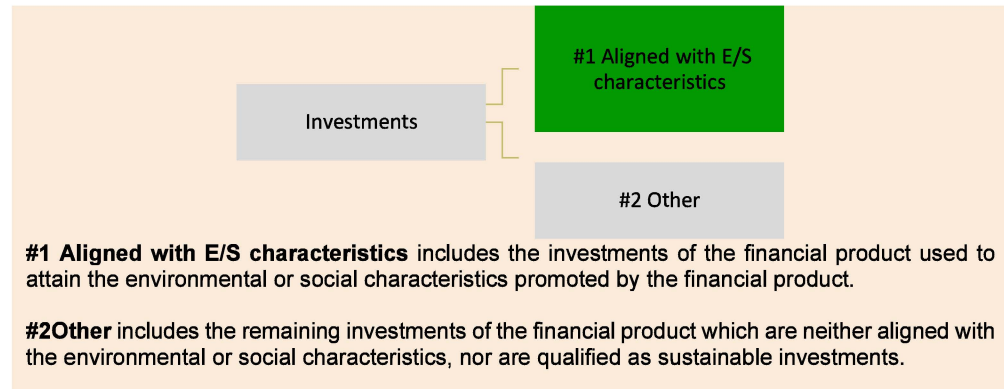 #1 Aligned with E/S
characteristics
Investments
#2 Other
#1 Aligned with E/S characteristics includes the investments of the financial product used to
attain the environmental or social characteristics promoted by the financial product.
#2Other includes the remaining investments of the financial product which are neither aligned with
the environmental or social characteristics, nor are qualified as sustainable investments.